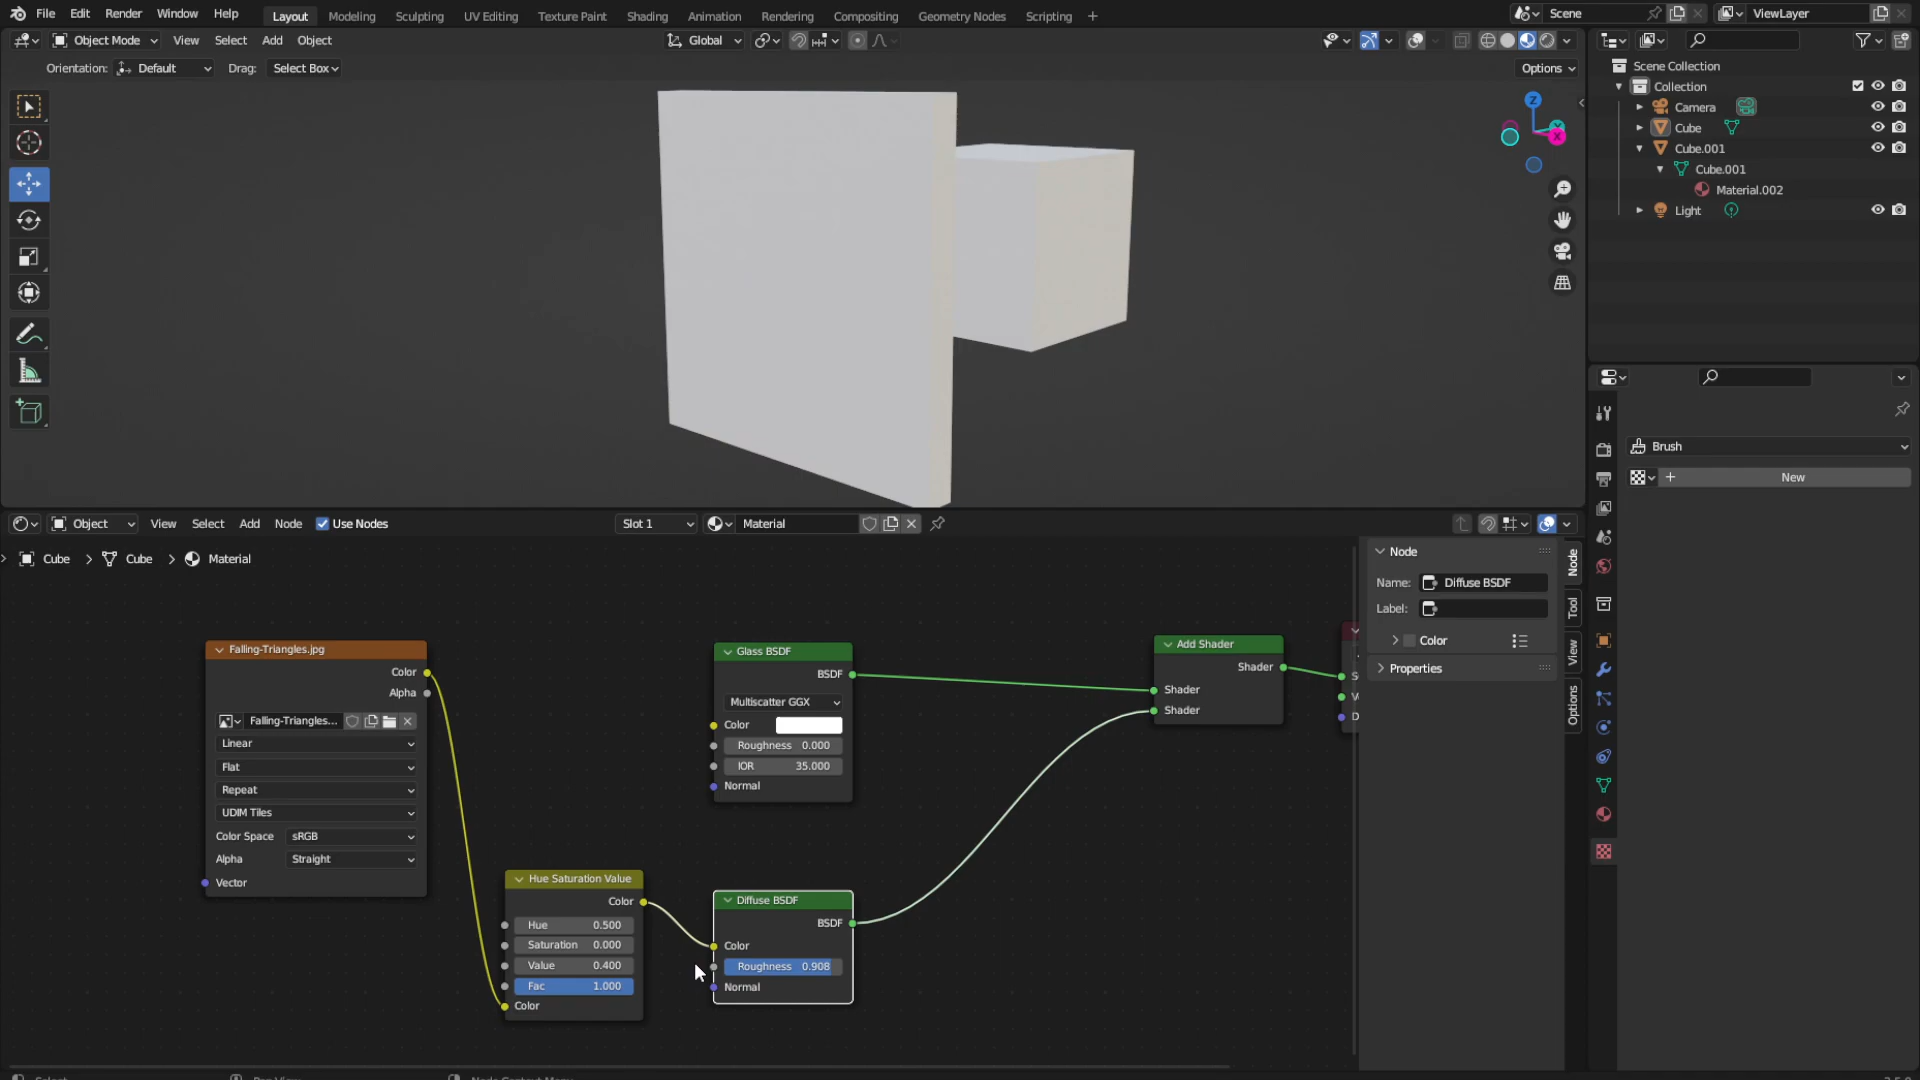 File Edit Render Window Help Layout Modeling Sculpting UV Editing Texture Paint Shading Animation Rendering Compositing Geometry Nodes Scripting + Scene ViewLayer
Object Mode View Select Add Object Global
Orientation: Default Drag: Select Box Options
Z
X
Scene Collection
Collection
Camera
Cube
Cube.001
Cube.001
Material.002
Light
Brush
+ New
Object View Select Add Node Use Nodes Slot 1 Material
Cube > Cube > Material
Falling-Triangles.jpg
Color
Alpha
Falling-Triangles...
Linear
Flat
Repeat
UDIM Tiles
Color Space sRGB
Alpha Straight
Vector
Hue Saturation Value
Color
Hue 0.500
Saturation 0.000
Value 0.400
Fac 1.000
Color
Glass BSDF
BSDF
Multiscatter GGX
Color
Roughness 0.000
IOR 35.000
Normal
Diffuse BSDF
BSDF
Color
Roughness 0.908
Normal
Add Shader
Shader
Shader
Shader
S
V
D
Node
Name: Diffuse BSDF
Label:
Color
Properties
Node
Tool
View
Options